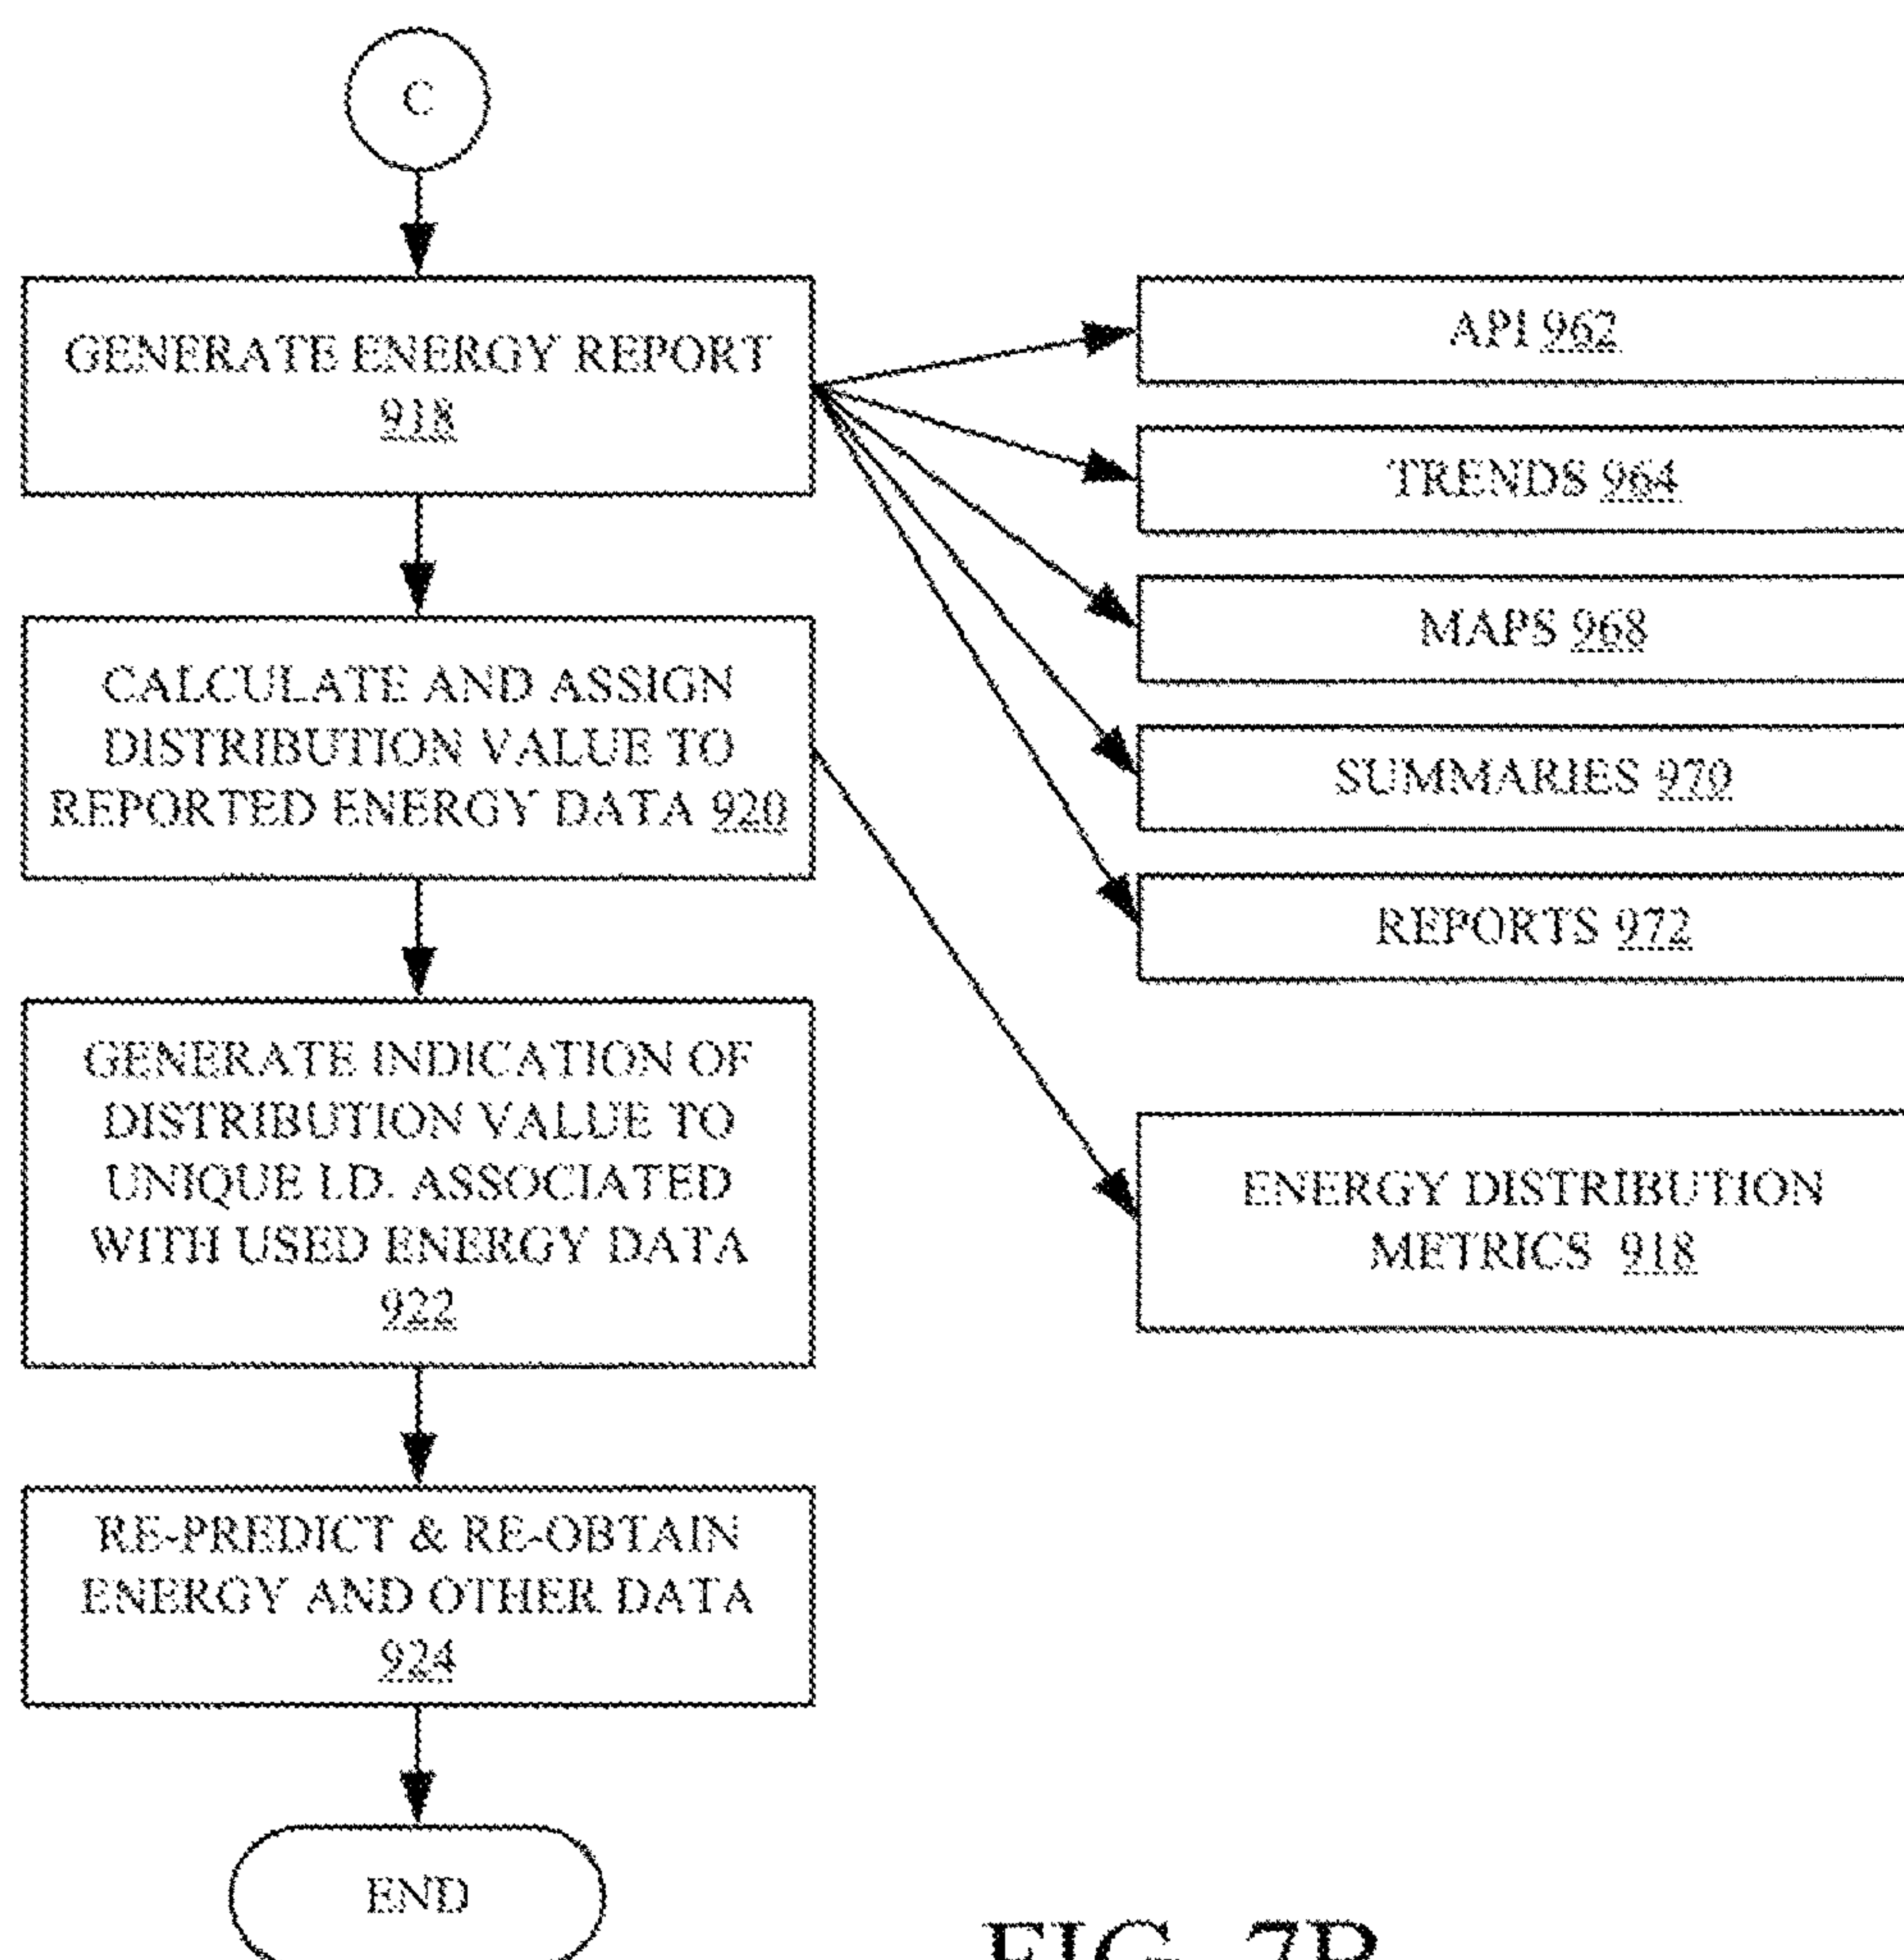 C
GENERATE ENERGY REPORT
918
CALCULATE AND ASSIGN
DISTRIBUTION VALUE TO
REPORTED ENERGY DATA 920
GENERATE INDICATION OF
DISTRIBUTION VALUE TO
UNIQUE I.D. ASSOCIATED
WITH USED ENERGY DATA
922
RE-PREDICT & RE-OBTAIN
ENERGY AND OTHER DATA
924
END
API 962
TRENDS 964
MAPS 968
SUMMARIES 970
REPORTS 972
ENERGY DISTRIBUTION
METRICS 918
FIG. 7B